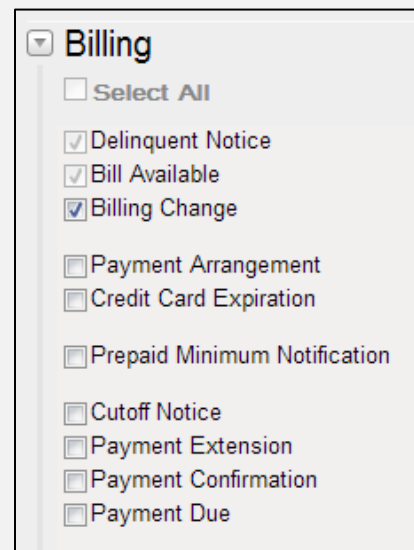 Billing
Select All
Delinquent Notice
Bill Available
Billing Change
Payment Arrangement
Credit Card Expiration
Prepaid Minimum Notification
Cutoff Notice
Payment Extension
Payment Confirmation
Payment Due